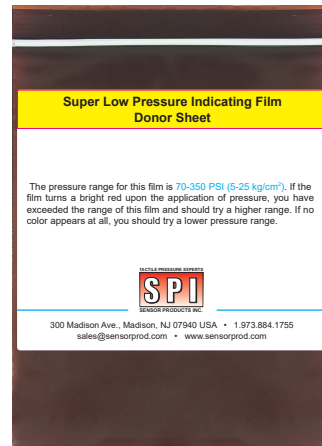 Super Low Pressure Indicating Film
Donor Sheet
The pressure range for this film is 70-350 PSI (5-25 kg/cm²). If the
film turns a bright red upon the application of pressure, you have
exceeded the range of this film and should try a higher range. If no
color appears at all, you should try a lower pressure range.
TACTILE PRESSURE EXPERTS
SPI
SENSOR PRODUCTS INC.
300 Madison Ave., Madison, NJ 07940 USA • 1.973.884.1755
sales@sensorprod.com • www.sensorprod.com